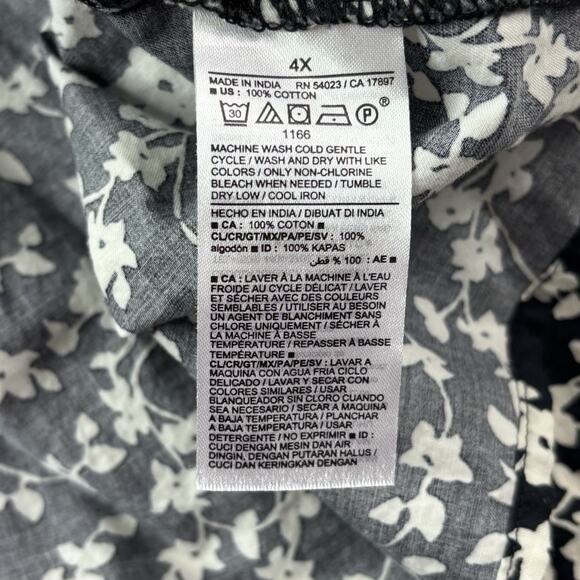 4X
MADE IN INDIA RN 54023 / CA 17897
■ US : 100% COTTON
30 P ®
1166
MACHINE WASH COLD GENTLE
CYCLE / WASH AND DRY WITH LIKE
COLORS / ONLY NON-CHLORINE
BLEACH WHEN NEEDED / TUMBLE
DRY LOW / COOL IRON
HECHO EN INDIA / DIBUAT DI INDIA
■ CA : 100% COTON ■
CL/CR/GT/MX/PA/PE/SV : 100%
algodón ■ ID : 100% KAPAS
■ AE : 100 % قطن
■ CA : LAVER À LA MACHINE À L'EAU
FROIDE AU CYCLE DÉLICAT / LAVER
ET SÉCHER AVEC DES COULEURS
SEMBLABLES / UTILISER AU BESOIN
UN AGENT DE BLANCHIMENT SANS
CHLORE UNIQUEMENT / SÉCHER À
LA MACHINE À BASSE
TEMPÉRATURE / REPASSER À BASSE
TEMPÉRATURE ■
CL/CR/GT/MX/PA/PE/SV : LAVAR A
MAQUINA CON AGUA FRIA CICLO
DELICADO / LAVAR Y SECAR CON
COLORES SIMILARES / USAR
BLANQUEADOR SIN CLORO CUANDO
SEA NECESARIO / SECAR A MAQUINA
A BAJA TEMPERATURA / PLANCHAR
A BAJA TEMPERATURA / USAR
DETERGENTE / NO EXPRIMIR ■ ID :
CUCI DENGAN MESIN DAN AIR
DINGIN, DENGAN PUTARAN HALUS /
CUCI DAN KERINGKAN DENGAN